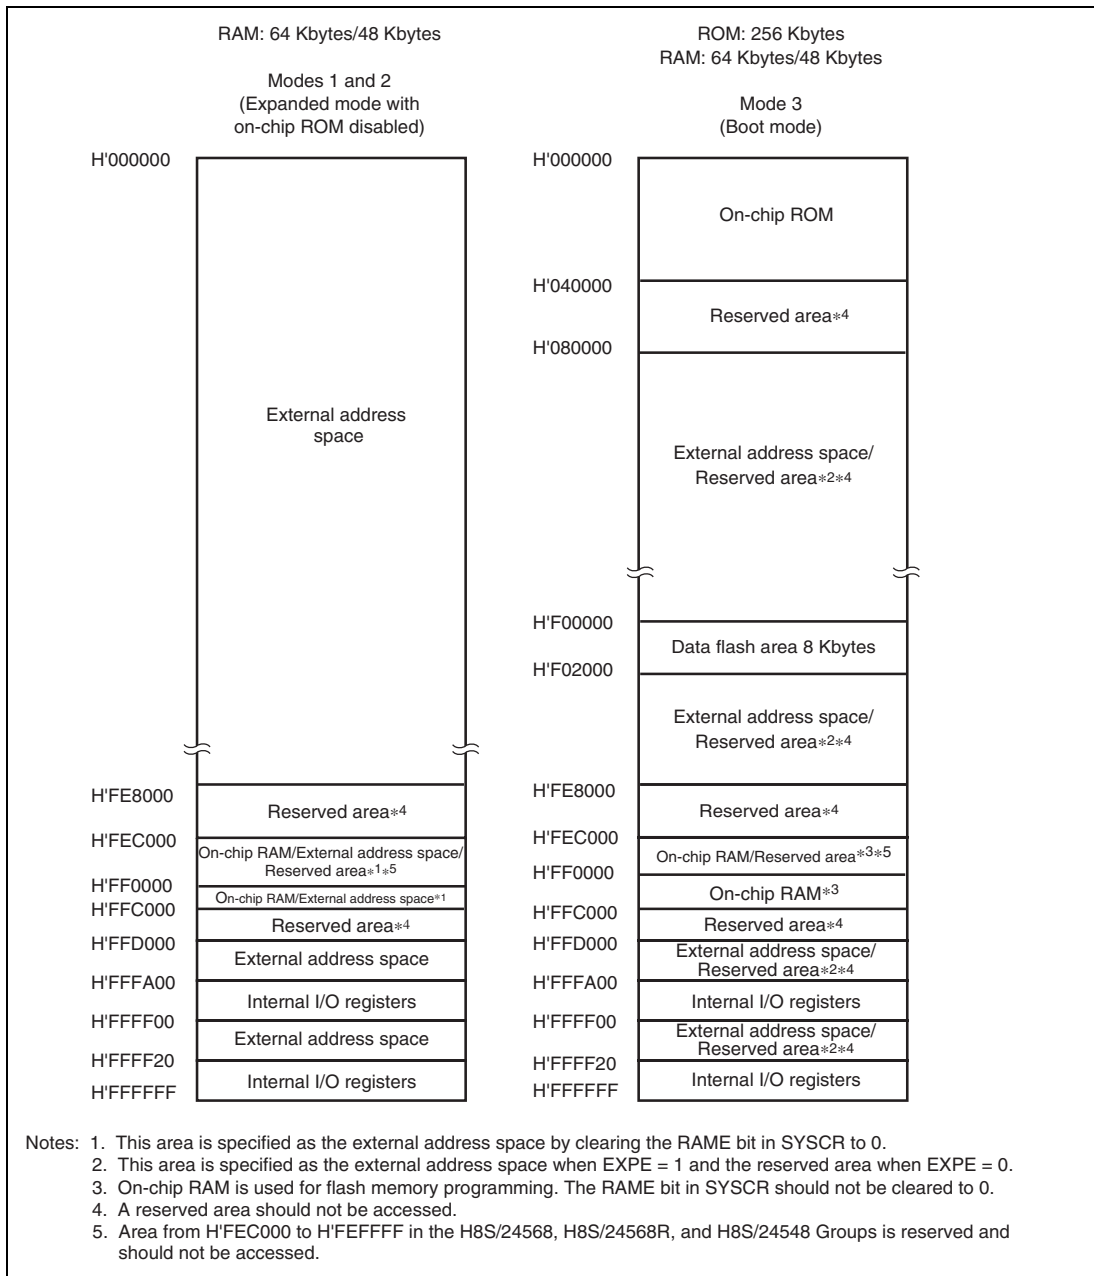 RAM: 64 Kbytes/48 Kbytes
Modes 1 and 2
(Expanded mode with
on-chip ROM disabled)
H'000000
External address
space
H'FE8000
Reserved area*4
H'FEC000
On-chip RAM/External address space/
Reserved area*1*5
H'FF0000
On-chip RAM/External address space*1
H'FFC000
Reserved area*4
H'FFD000
External address space
H'FFFA00
Internal I/O registers
H'FFFF00
External address space
H'FFFF20
Internal I/O registers
H'FFFFFF
ROM: 256 Kbytes
RAM: 64 Kbytes/48 Kbytes
Mode 3
(Boot mode)
H'000000
On-chip ROM
H'040000
Reserved area*4
H'080000
External address space/
Reserved area*2*4
H'F00000
Data flash area 8 Kbytes
H'F02000
External address space/
Reserved area*2*4
H'FE8000
Reserved area*4
H'FEC000
On-chip RAM/Reserved area*3*5
H'FF0000
On-chip RAM*3
H'FFC000
Reserved area*4
H'FFD000
External address space/
Reserved area*2*4
H'FFFA00
Internal I/O registers
H'FFFF00
External address space/
Reserved area*2*4
H'FFFF20
Internal I/O registers
H'FFFFFF
Notes: 1. This area is specified as the external address space by clearing the RAME bit in SYSCR to 0.
2. This area is specified as the external address space when EXPE = 1 and the reserved area when EXPE = 0.
3. On-chip RAM is used for flash memory programming. The RAME bit in SYSCR should not be cleared to 0.
4. A reserved area should not be accessed.
5. Area from H'FEC000 to H'FEFFFF in the H8S/24568, H8S/24568R, and H8S/24548 Groups is reserved and
should not be accessed.